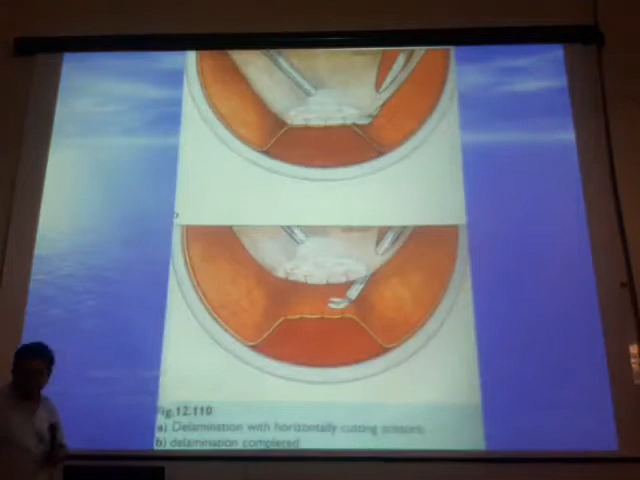 Fig.12.110
a) Delamination with horizontally cutting scissors.
b) delamination completed